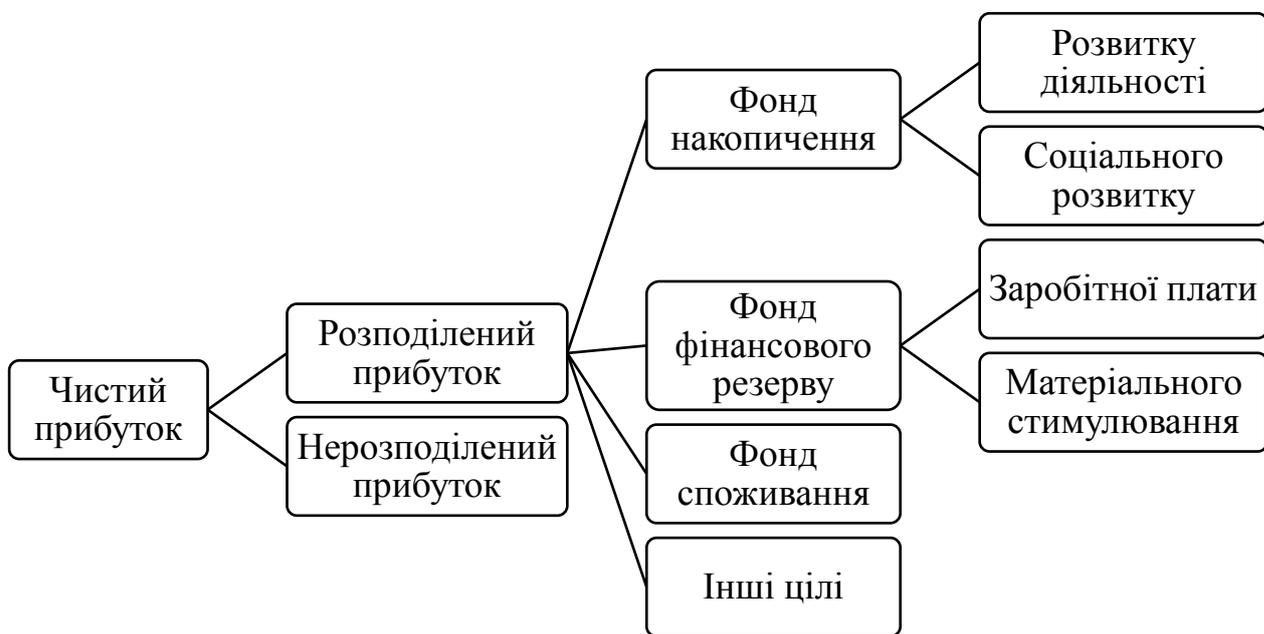 Чистий
прибуток
Розподілений
прибуток
Нерозподілений
прибуток
Фонд
накопичення
Фонд
фінансового
резерву
Фонд
споживання
Інші цілі
Розвитку
діяльності
Соціального
розвитку
Заробітної плати
Матеріального
стимулювання